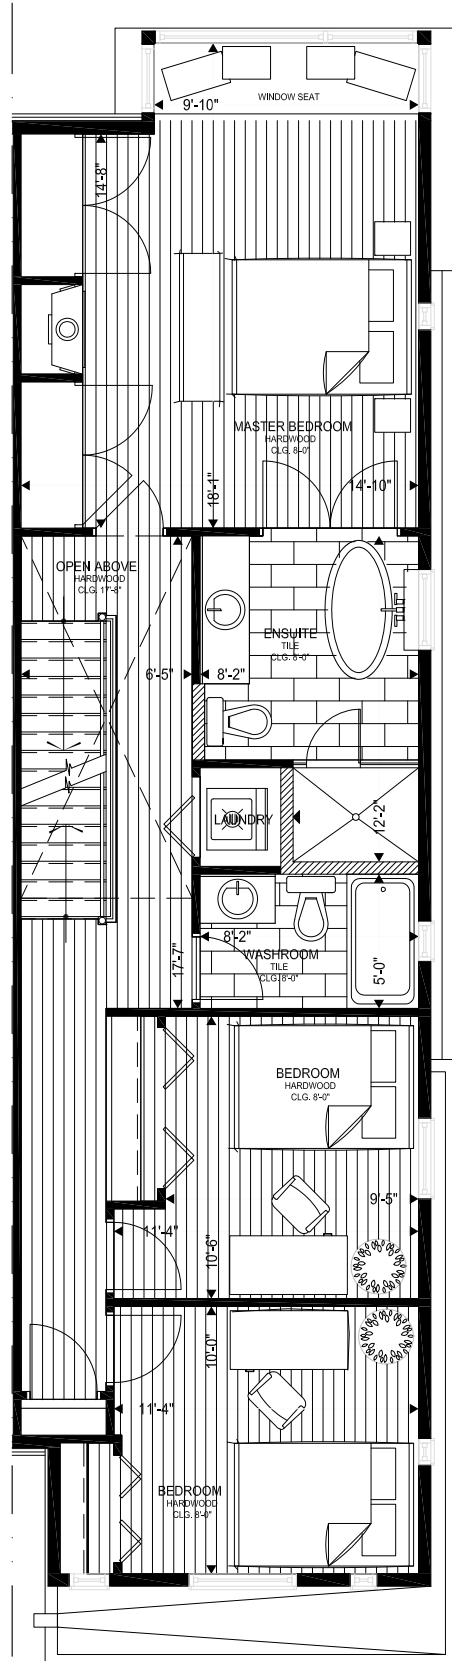 WINDOW SEAT
9'-10"
14'-8"
MASTER BEDROOM
HARDWOOD
CLG. 8'-0"
18'-1"
14'-10"
OPEN ABOVE
HARDWOOD
CLG. 17'-8"
ENSUITE
TILE
CLG. 8'-0"
6'-5"
8'-2"
LAUNDRY
12'-2"
8'-2"
WASHROOM
TILE
CLG. 8'-0"
17'-7"
5'-0"
BEDROOM
HARDWOOD
CLG. 8'-0"
9'-5"
11'-4"
10'-6"
10'-0"
11'-4"
BEDROOM
HARDWOOD
CLG. 8'-0"